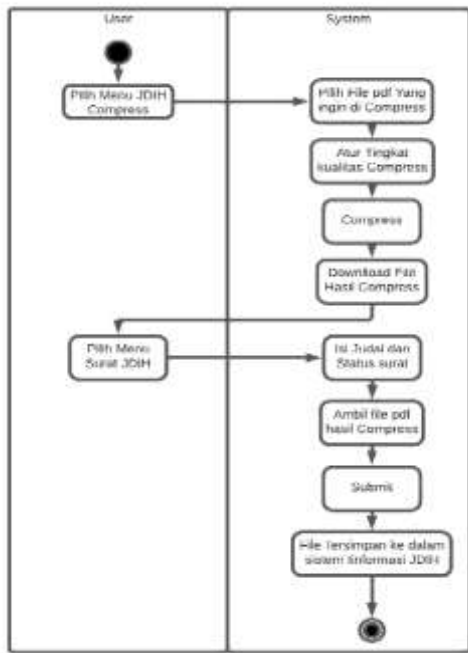 User
System
Pilih Menu JDIH
Compress
Pilih File pdf Yang
ingin di Compress
Atur Tingkat
kualitas Compress
Compress
Download File
Hasil Compress
Pilih Menu
Surat JDIH
Isi Judal dan
Status surat
Ambil file pdf
hasil Compress
Submit
File Tersimpan ke dalam
sistem Iinformasi JDIH